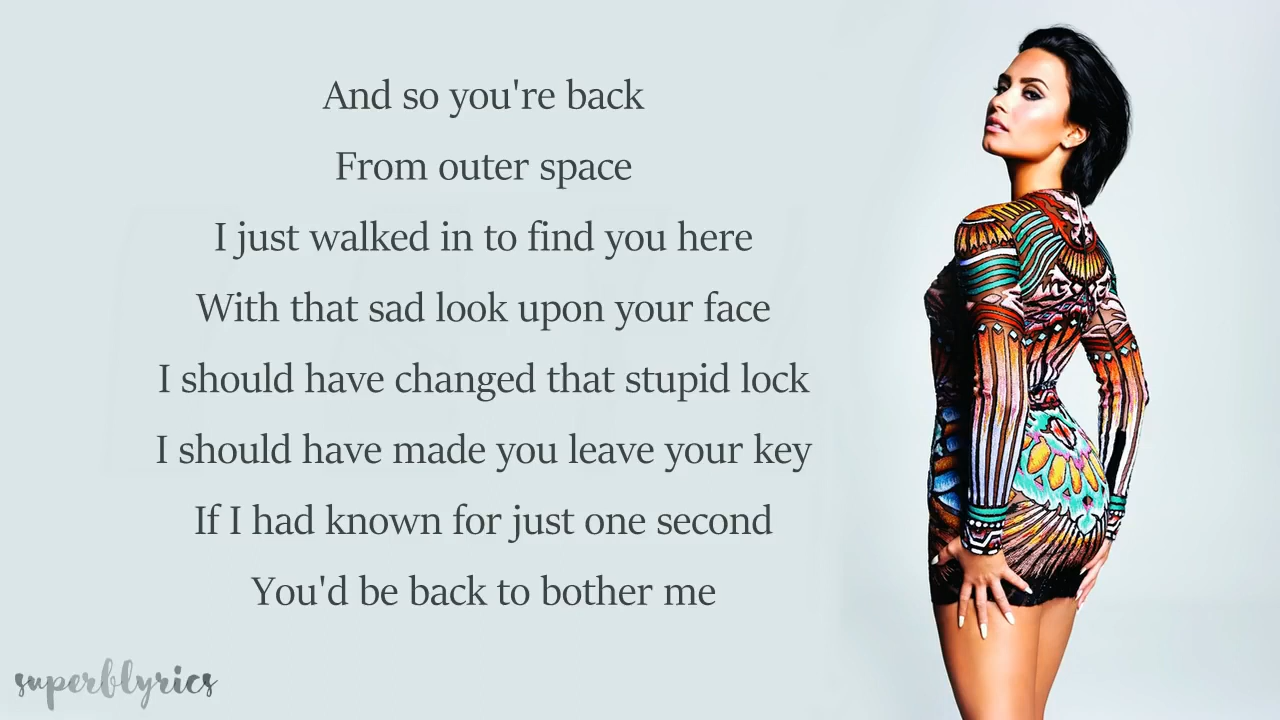 And so you're back
From outer space
I just walked in to find you here
With that sad look upon your face
I should have changed that stupid lock
I should have made you leave your key
If I had known for just one second
You'd be back to bother me
superblyrics